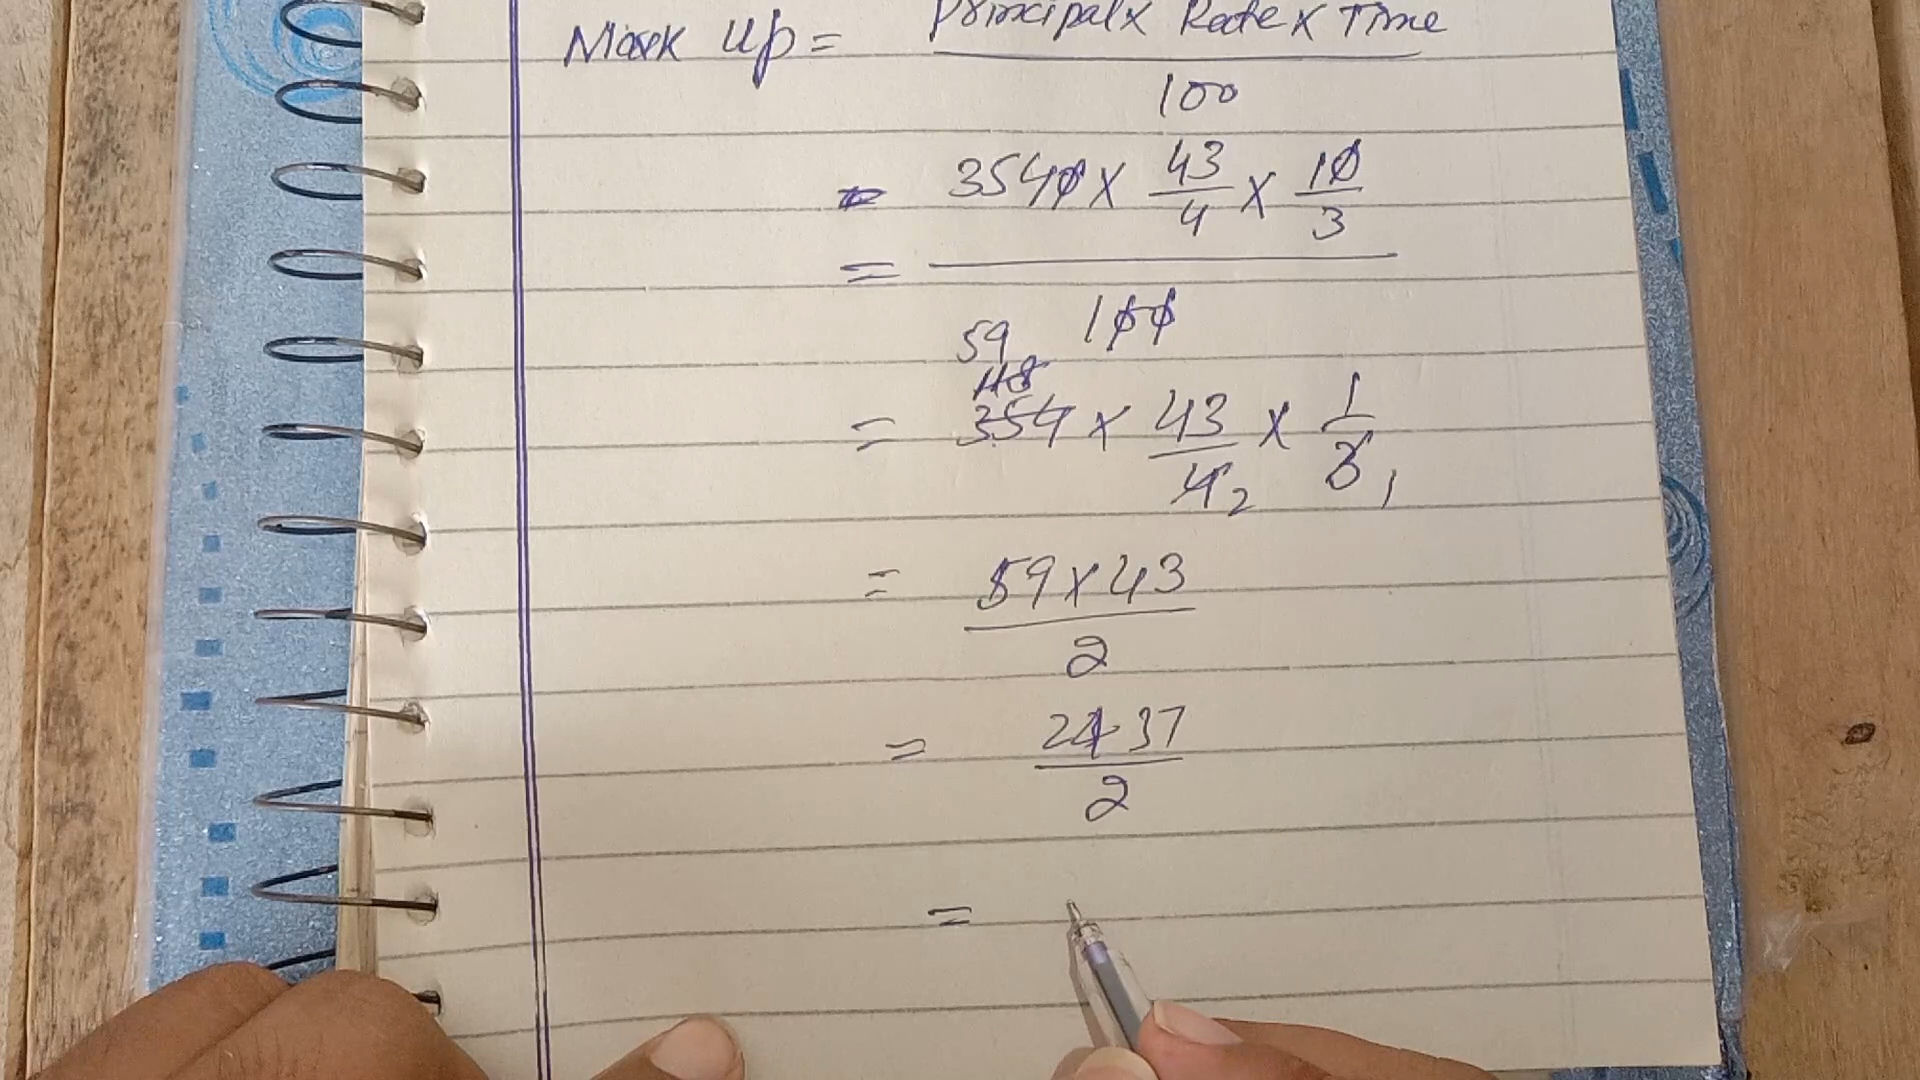 Mark Up = Principal x Rate x Time
100
= 3540 x 43/4 x 10/3
= 100
59
118
= 354 x 43/4 2 x 1/3 1
= 59 x 43
2
= 2537
2
=